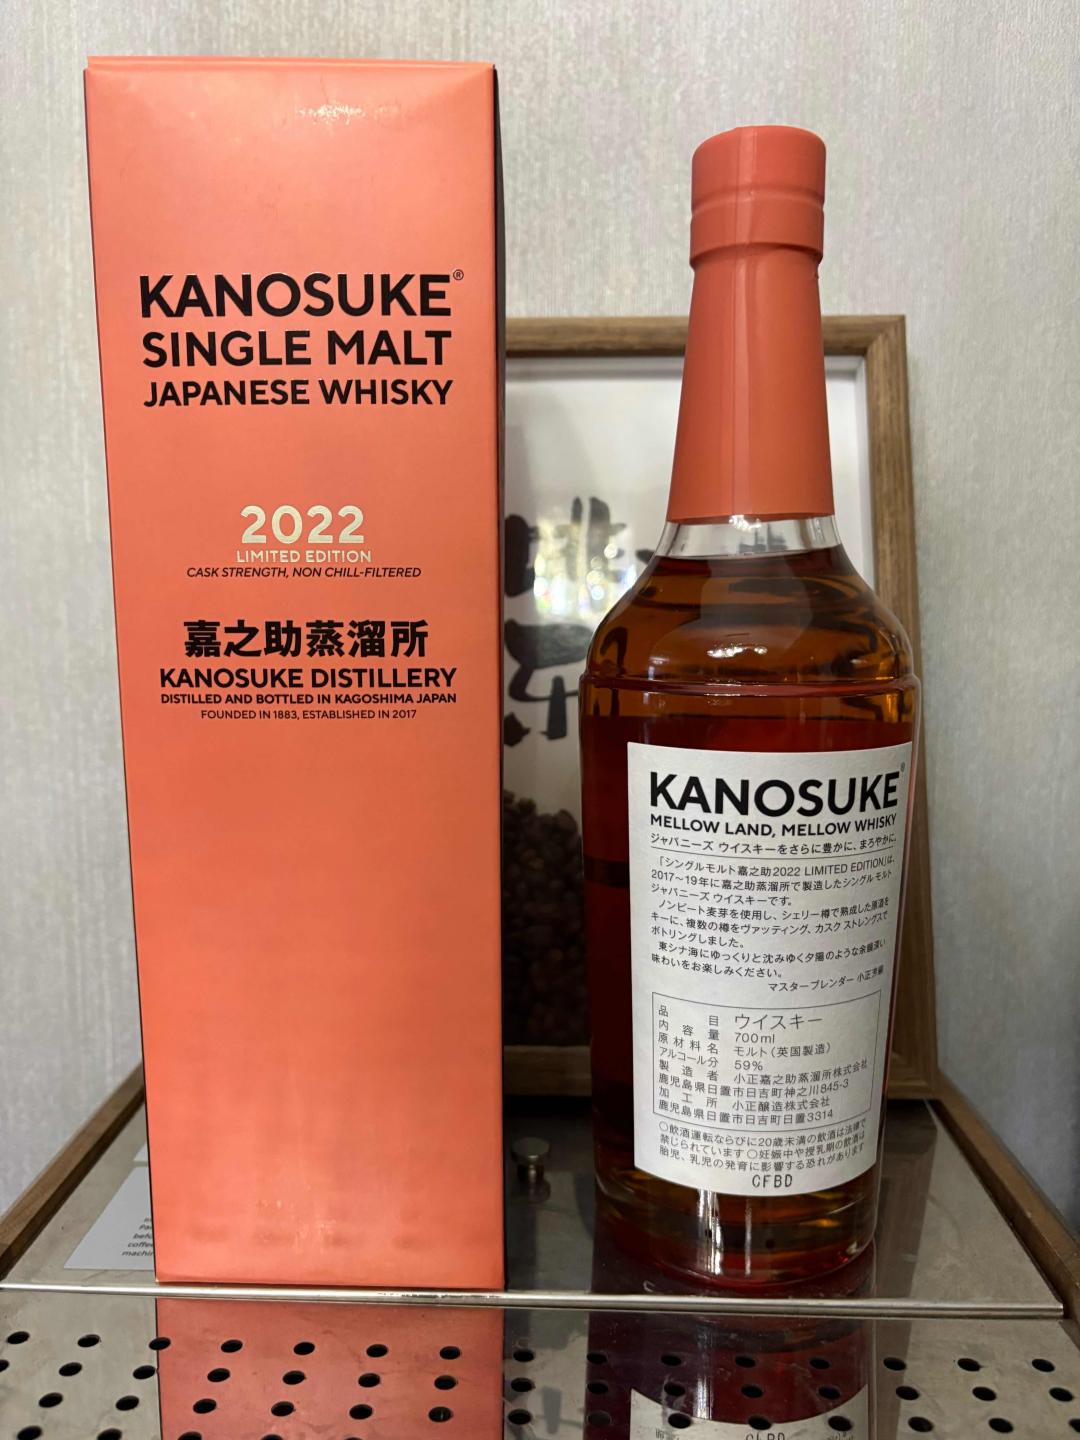 KANOSUKE®
SINGLE MALT
JAPANESE WHISKY
2022
LIMITED EDITION
CASK STRENGTH, NON CHILL-FILTERED
嘉之助蒸溜所
KANOSUKE DISTILLERY
DISTILLED AND BOTTLED IN KAGOSHIMA JAPAN
FOUNDED IN 1883, ESTABLISHED IN 2017
KANOSUKE®
MELLOW LAND, MELLOW WHISKY
ジャパニーズ ウイスキーをさらに豊かに、まろやかに。
「シングルモルト嘉之助2022 LIMITED EDITION」は、
2017～19年に嘉之助蒸溜所で製造したシングルモルト
ジャパニーズ ウイスキーです。
ノンピート麦芽を使用し、シェリー樽で熟成した原酒を
キーに、複数の樽をヴァッティング、カスク ストレングスで
ボトリングしました。
東シナ海にゆっくりと沈みゆく夕陽のような余韻深い
味わいをお楽しみください。
マスターブレンダー 小正芳嗣
品目 ウイスキー
内容量 700ml
原材料名 モルト（英国製造）
アルコール分 59%
製造者 小正嘉之助蒸溜所株式会社
鹿児島県日置市日吉町神之川845-3
加工所 小正醸造株式会社
鹿児島県日置市日吉町日置3314
○飲酒運転ならびに20歳未満の飲酒は法律で
禁じられています ○妊娠中や授乳期の飲酒は
胎児、乳児の発育に影響する恐れがあります
CFBD